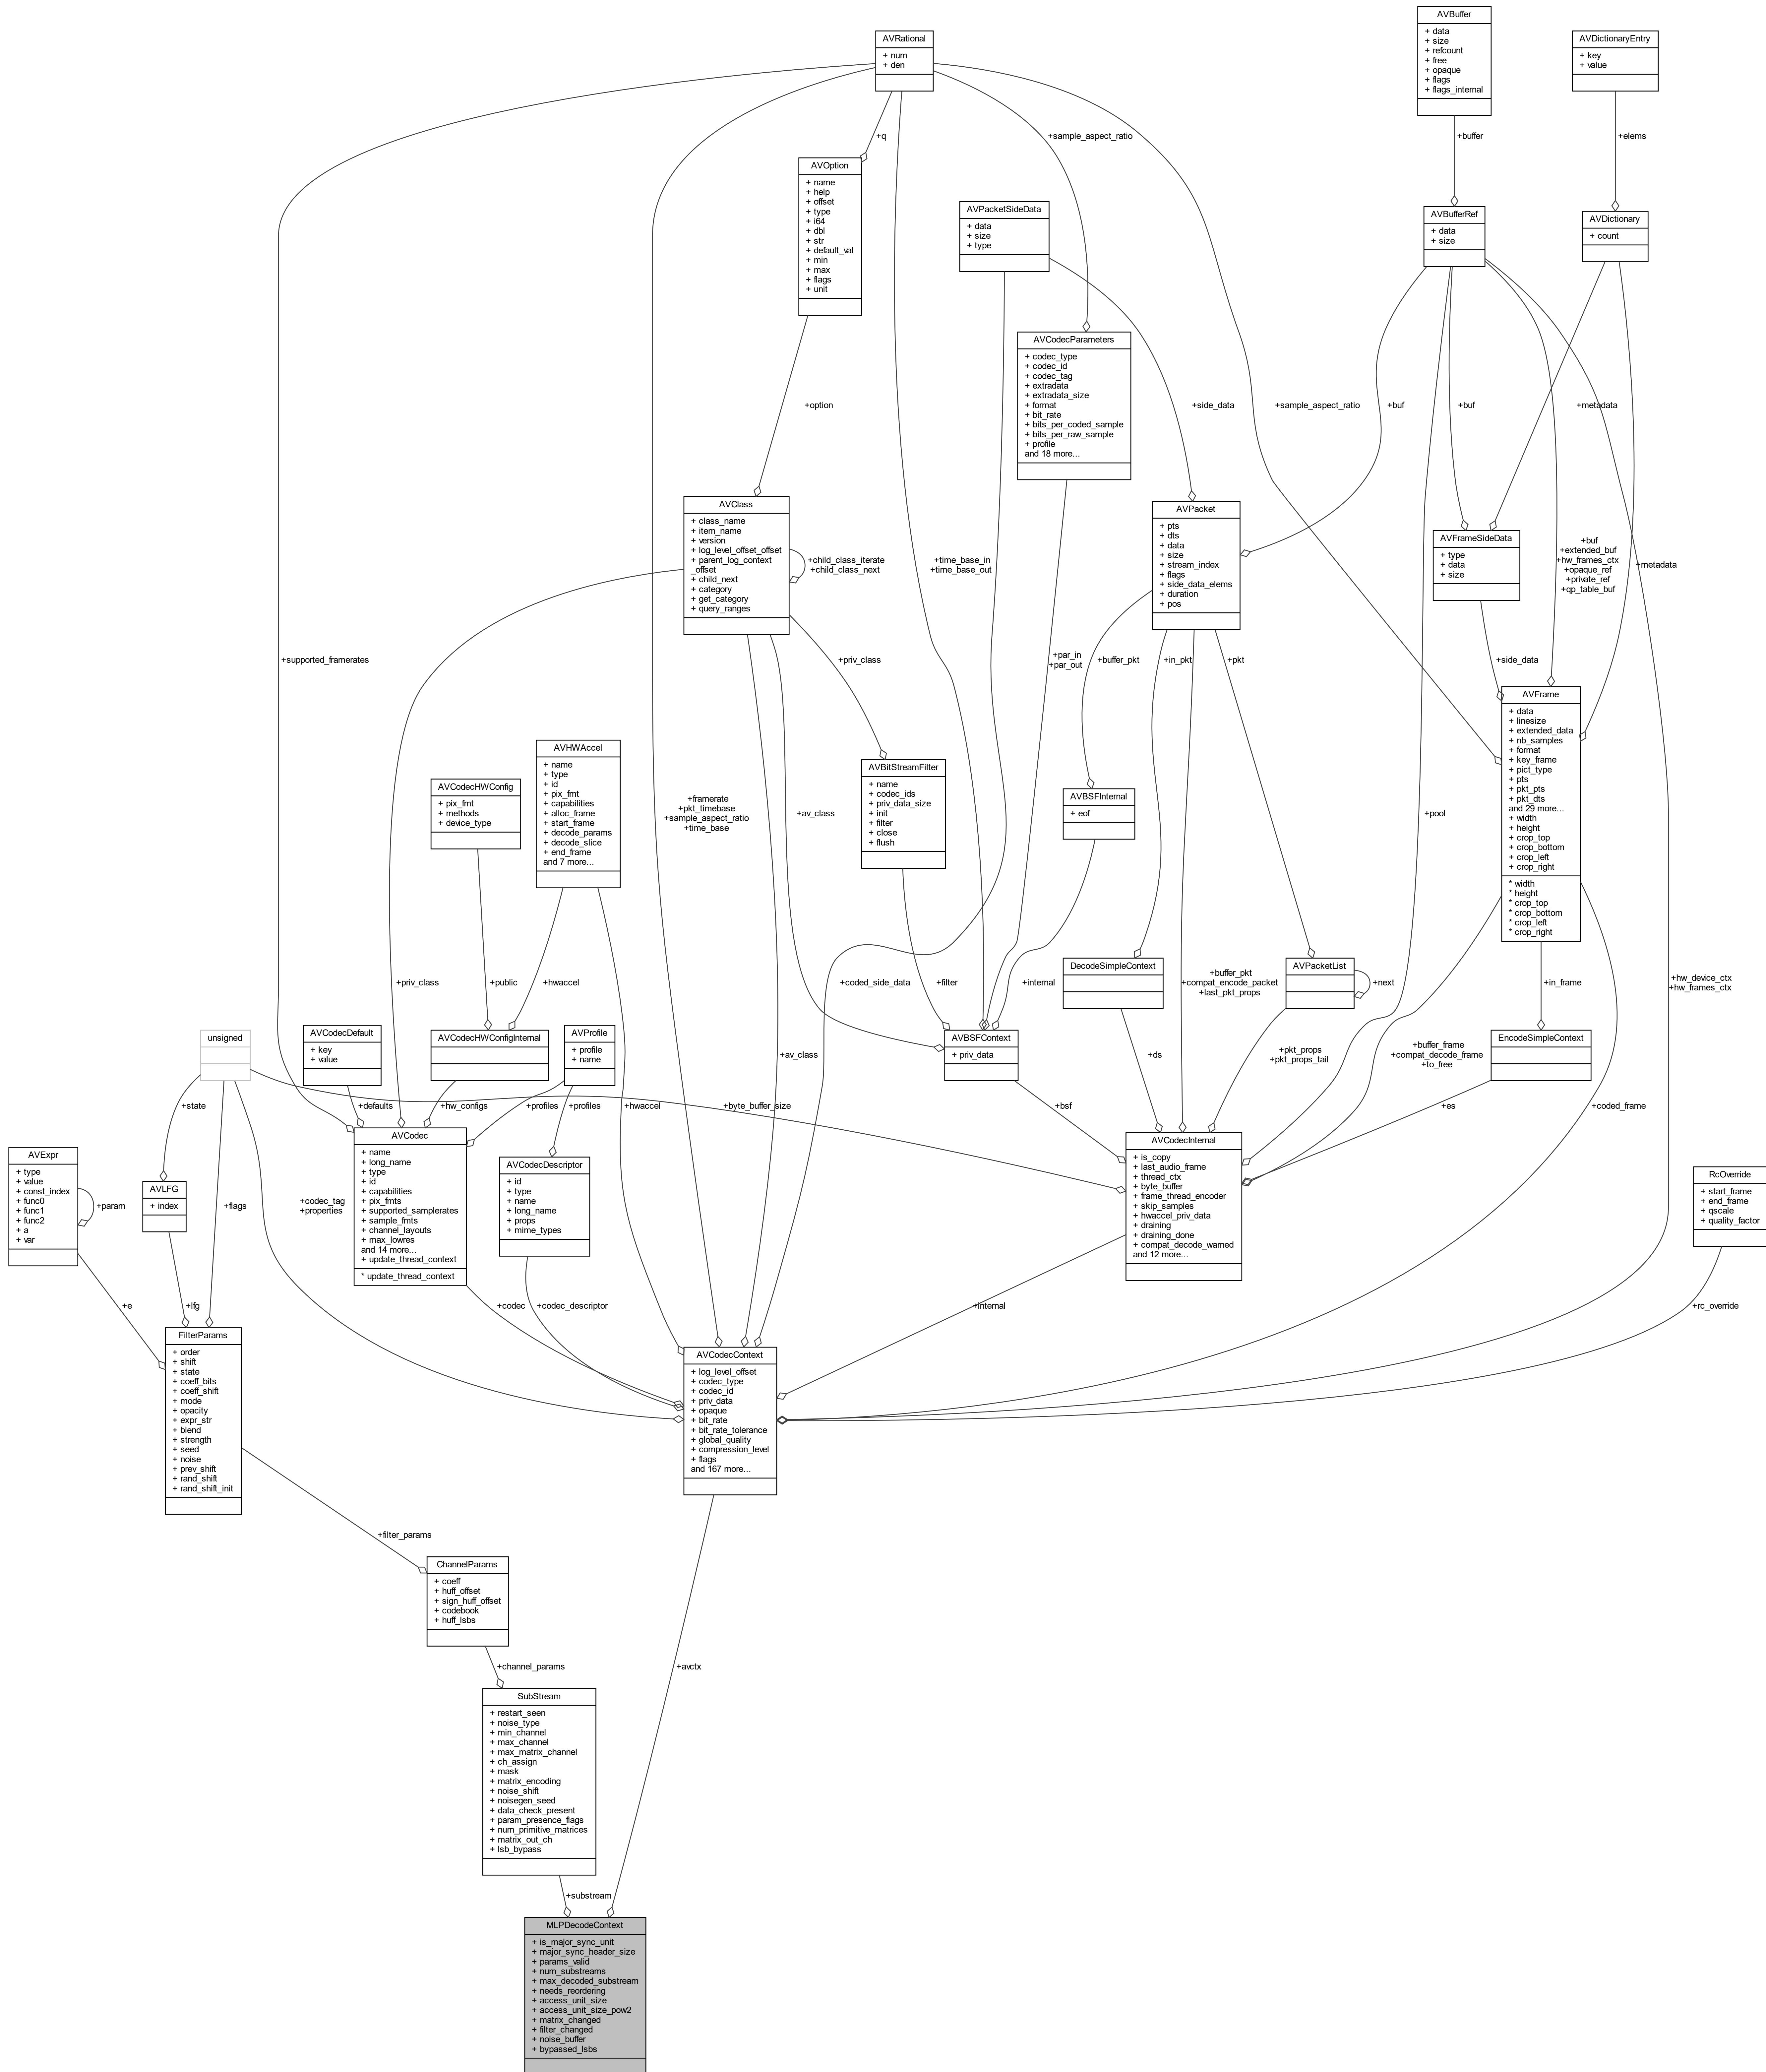 AVBuffer
+ data
+ size
+ refcount
+ free
+ opaque
+ flags
+ flags_internal
AVRational
+ num
+ den
AVDictionaryEntry
+ key
+ value
+q
+sample_aspect_ratio
+buffer
+elems
AVOption
+ name
+ help
+ offset
+ type
+ i64
+ dbl
+ str
+ default_val
+ min
+ max
+ flags
+ unit
AVPacketSideData
+ data
+ size
+ type
AVBufferRef
+ data
+ size
AVDictionary
+ count
AVCodecParameters
+ codec_type
+ codec_id
+ codec_tag
+ extradata
+ extradata_size
+ format
+ bit_rate
+ bits_per_coded_sample
+ bits_per_raw_sample
+ profile
and 18 more...
+option
+side_data
+sample_aspect_ratio
+buf
+buf
+metadata
AVClass
+ class_name
+ item_name
+ version
+ log_level_offset_offset
+ parent_log_context
_offset
+ child_next
+ category
+ get_category
+ query_ranges
+child_class_iterate
+child_class_next
+time_base_in
+time_base_out
AVPacket
+ pts
+ dts
+ data
+ size
+ stream_index
+ flags
+ side_data_elems
+ duration
+ pos
AVFrameSideData
+ type
+ data
+ size
+buf
+extended_buf
+hw_frames_ctx
+opaque_ref
+private_ref
+qp_table_buf
+metadata
+supported_framerates
+priv_class
+par_in
+par_out
+buffer_pkt
+in_pkt
+pkt
+side_data
AVFrame
+ data
+ linesize
+ extended_data
+ nb_samples
+ format
+ key_frame
+ pict_type
+ pts
+ pkt_pts
+ pkt_dts
and 29 more...
+ width
+ height
+ crop_top
+ crop_bottom
+ crop_left
+ crop_right
* width
* height
* crop_top
* crop_bottom
* crop_left
* crop_right
AVHWAccel
+ name
+ type
+ id
+ pix_fmt
+ capabilities
+ alloc_frame
+ start_frame
+ decode_params
+ decode_slice
+ end_frame
and 7 more...
AVCodecHWConfig
+ pix_fmt
+ methods
+ device_type
+framerate
+pkt_timebase
+sample_aspect_ratio
+time_base
+av_class
AVBitStreamFilter
+ name
+ codec_ids
+ priv_data_size
+ init
+ filter
+ close
+ flush
AVBSFInternal
+ eof
+pool
+priv_class
+public
+hwaccel
+coded_side_data
+filter
+internal
DecodeSimpleContext
+buffer_pkt
+compat_encode_packet
+last_pkt_props
AVPacketList
+next
+in_frame
+hw_device_ctx
+hw_frames_ctx
unsigned
AVCodecDefault
+ key
+ value
AVCodecHWConfigInternal
AVProfile
+ profile
+ name
+av_class
AVBSFContext
+ priv_data
+ds
+pkt_props
+pkt_props_tail
+buffer_frame
+compat_decode_frame
+to_free
EncodeSimpleContext
+state
+defaults
+hw_configs
+profiles
+profiles
+hwaccel
+byte_buffer_size
+bsf
+es
+coded_frame
AVExpr
+ type
+ value
+ const_index
+ func0
+ func1
+ func2
+ a
+ var
+param
AVLFG
+ index
+flags
+codec_tag
+properties
AVCodec
+ name
+ long_name
+ type
+ id
+ capabilities
+ pix_fmts
+ supported_samplerates
+ sample_fmts
+ channel_layouts
+ max_lowres
and 14 more...
+ update_thread_context
* update_thread_context
AVCodecDescriptor
+ id
+ type
+ name
+ long_name
+ props
+ mime_types
AVCodecInternal
+ is_copy
+ last_audio_frame
+ thread_ctx
+ byte_buffer
+ frame_thread_encoder
+ skip_samples
+ hwaccel_priv_data
+ draining
+ draining_done
+ compat_decode_warned
and 12 more...
RcOverride
+ start_frame
+ end_frame
+ qscale
+ quality_factor
+e
+lfg
+codec
+codec_descriptor
+internal
+rc_override
FilterParams
+ order
+ shift
+ state
+ coeff_bits
+ coeff_shift
+ mode
+ opacity
+ expr_str
+ blend
+ strength
+ seed
+ noise
+ prev_shift
+ rand_shift
+ rand_shift_init
AVCodecContext
+ log_level_offset
+ codec_type
+ codec_id
+ priv_data
+ opaque
+ bit_rate
+ bit_rate_tolerance
+ global_quality
+ compression_level
+ flags
and 167 more...
+filter_params
ChannelParams
+ coeff
+ huff_offset
+ sign_huff_offset
+ codebook
+ huff_lsbs
+channel_params
+avctx
SubStream
+ restart_seen
+ noise_type
+ min_channel
+ max_channel
+ max_matrix_channel
+ ch_assign
+ mask
+ matrix_encoding
+ noise_shift
+ noisegen_seed
+ data_check_present
+ param_presence_flags
+ num_primitive_matrices
+ matrix_out_ch
+ lsb_bypass
+substream
MLPDecodeContext
+ is_major_sync_unit
+ major_sync_header_size
+ params_valid
+ num_substreams
+ max_decoded_substream
+ needs_reordering
+ access_unit_size
+ access_unit_size_pow2
+ matrix_changed
+ filter_changed
+ noise_buffer
+ bypassed_lsbs